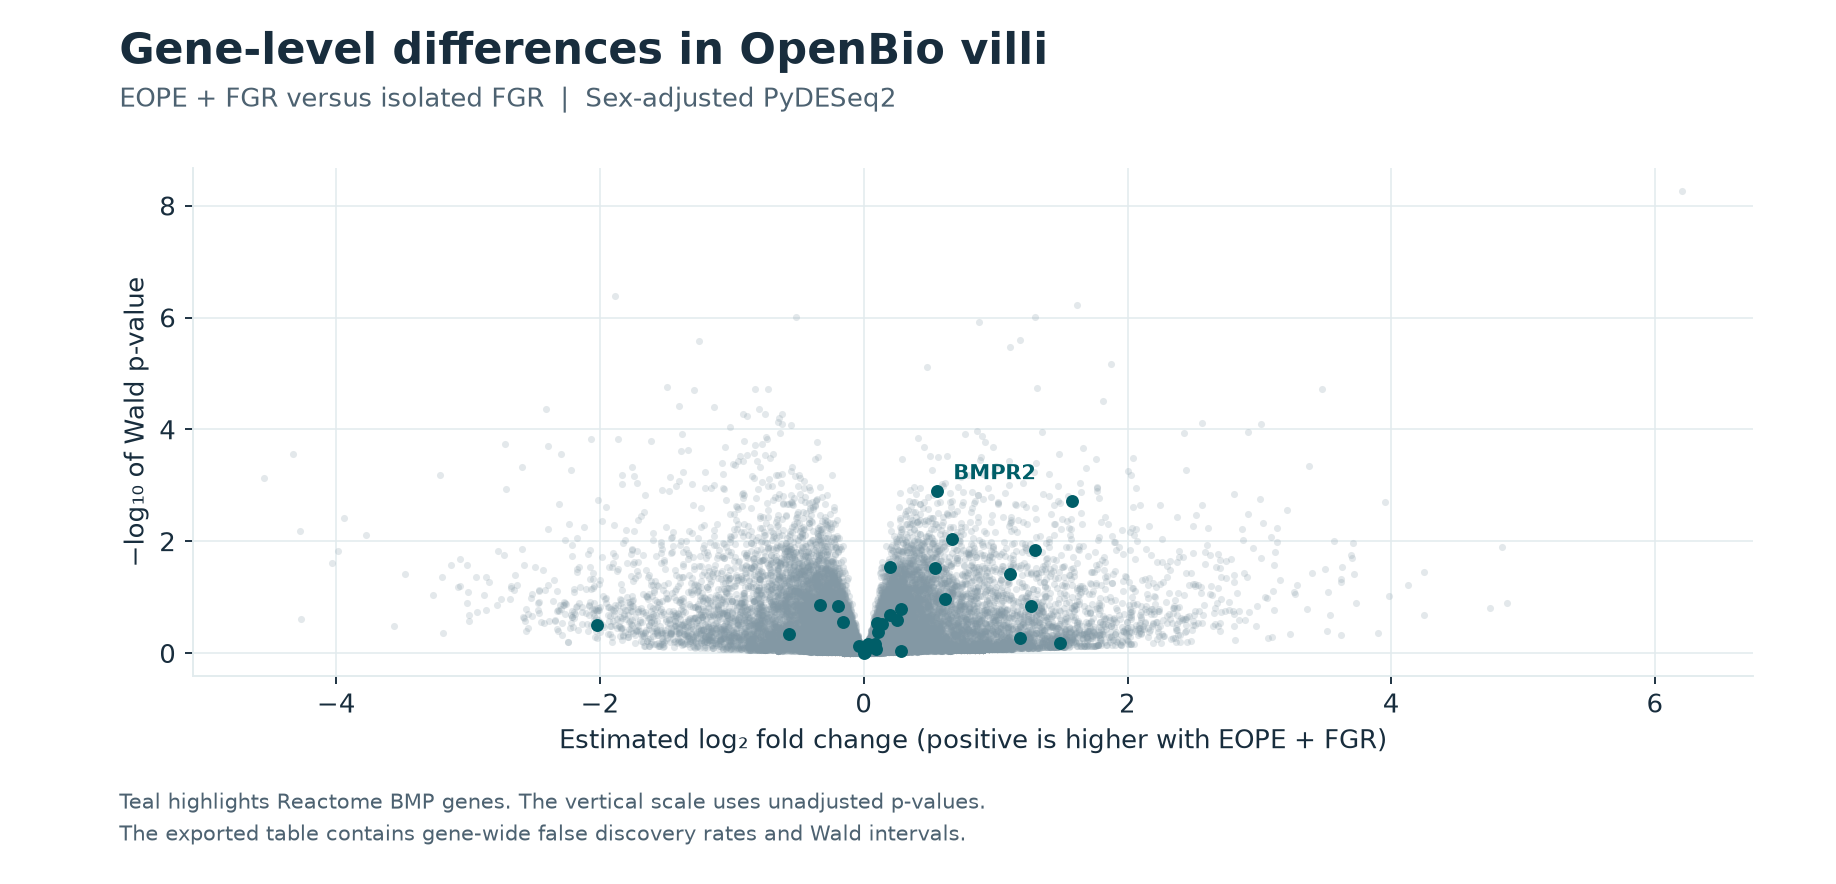 Gene-level differences in OpenBio villi
EOPE + FGR versus isolated FGR | Sex-adjusted PyDESeq2
8
6
4
2
0
−log₁₀ of Wald p-value
BMPR2
−4
−2
0
2
4
6
Estimated log₂ fold change (positive is higher with EOPE + FGR)
Teal highlights Reactome BMP genes. The vertical scale uses unadjusted p-values.
The exported table contains gene-wide false discovery rates and Wald intervals.